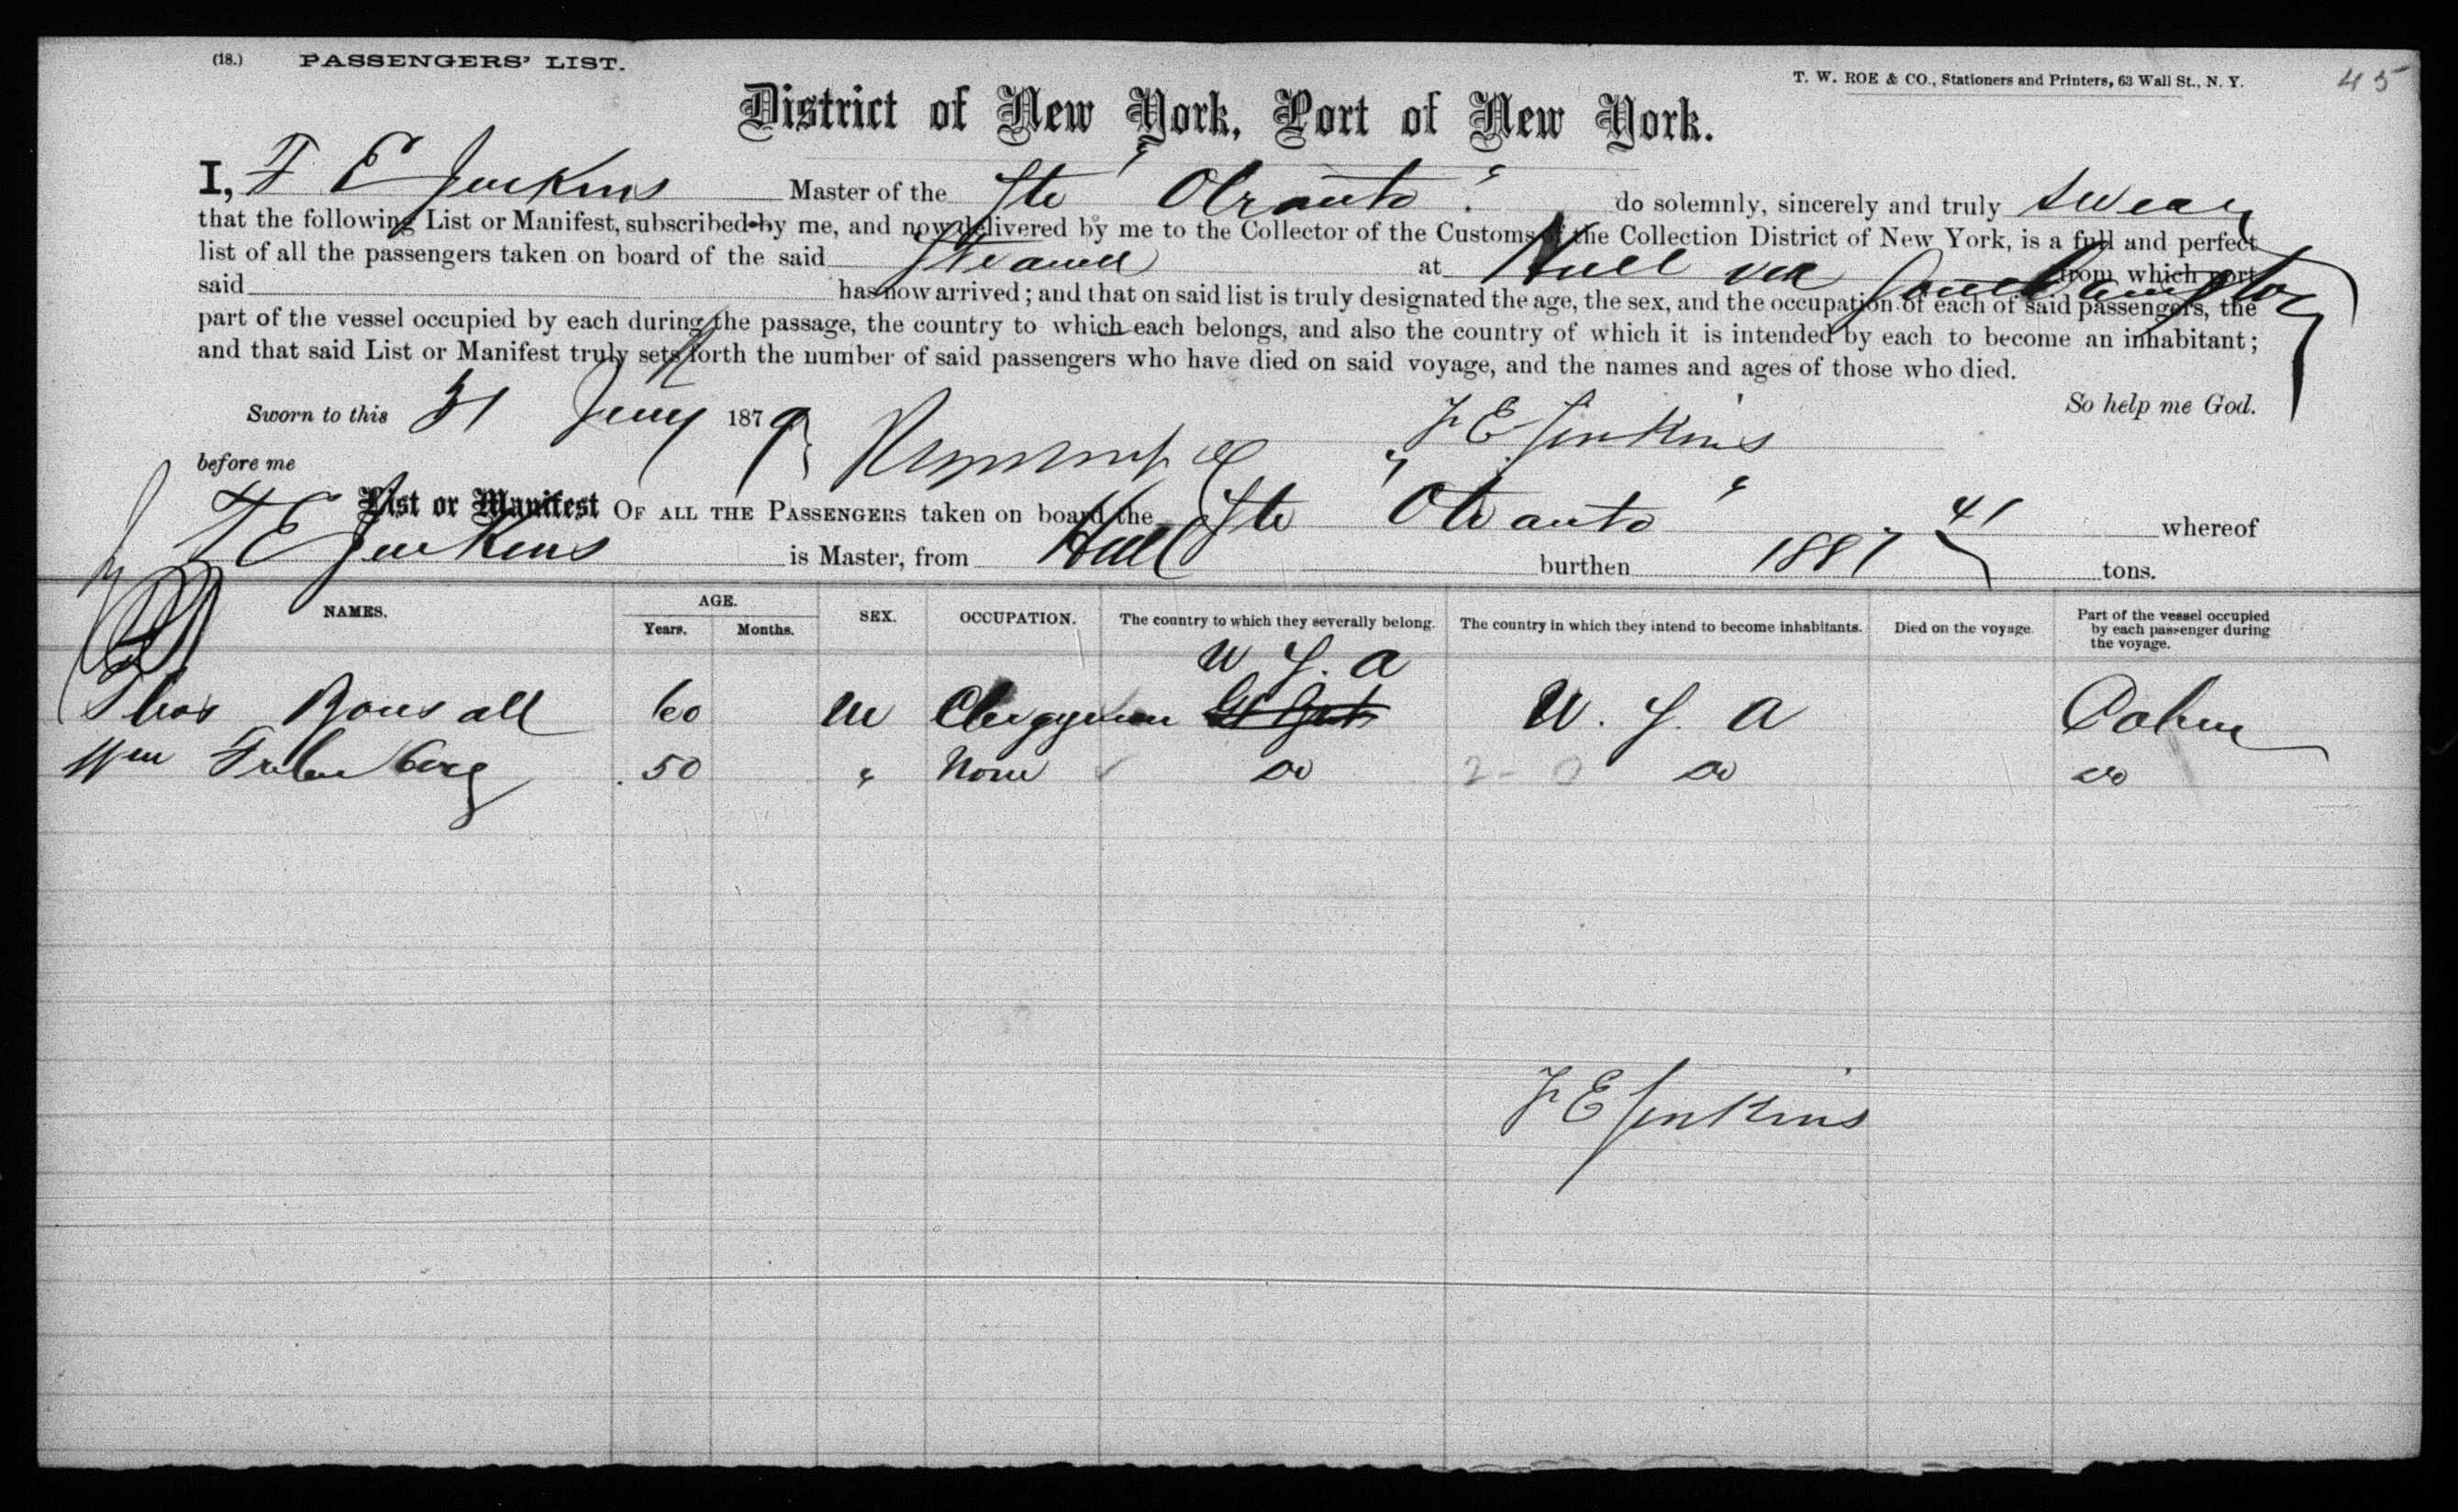 (18.) PASSENGERS' LIST.
T. W. ROE & CO., Stationers and Printers, 63 Wall St., N. Y. 45
District of New York, Port of New York.
I, F E Jenkins Master of the Str "Otranto" do solemnly, sincerely and truly swear
that the following List or Manifest, subscribed by me, and now delivered by me to the Collector of the Customs of the Collection District of New York, is a full and perfect
list of all the passengers taken on board of the said Steamer at Hull via Southampton from which port
said has now arrived; and that on said list is truly designated the age, the sex, and the occupation of each of said passengers, the
part of the vessel occupied by each during the passage, the country to which each belongs, and also the country of which it is intended by each to become an inhabitant;
and that said List or Manifest truly sets forth the number of said passengers who have died on said voyage, and the names and ages of those who died.
So help me God.
Sworn to this 31 Jany 1879
F E Jenkins
before me
List or Manifest OF ALL THE PASSENGERS taken on board the Str "Otranto" whereof
F E Jenkins is Master, from Hull burthen 1887 41 tons.
NAMES. AGE. Years. Months. SEX. OCCUPATION. The country to which they severally belong. The country in which they intend to become inhabitants. Died on the voyage. Part of the vessel occupied by each passenger during the voyage.
U. S. A
Thos Bonsall 60 M Clergyman U. S. A Cabin
Wm 50 " None Do 2 - 0 Do Do
F E Jenkins